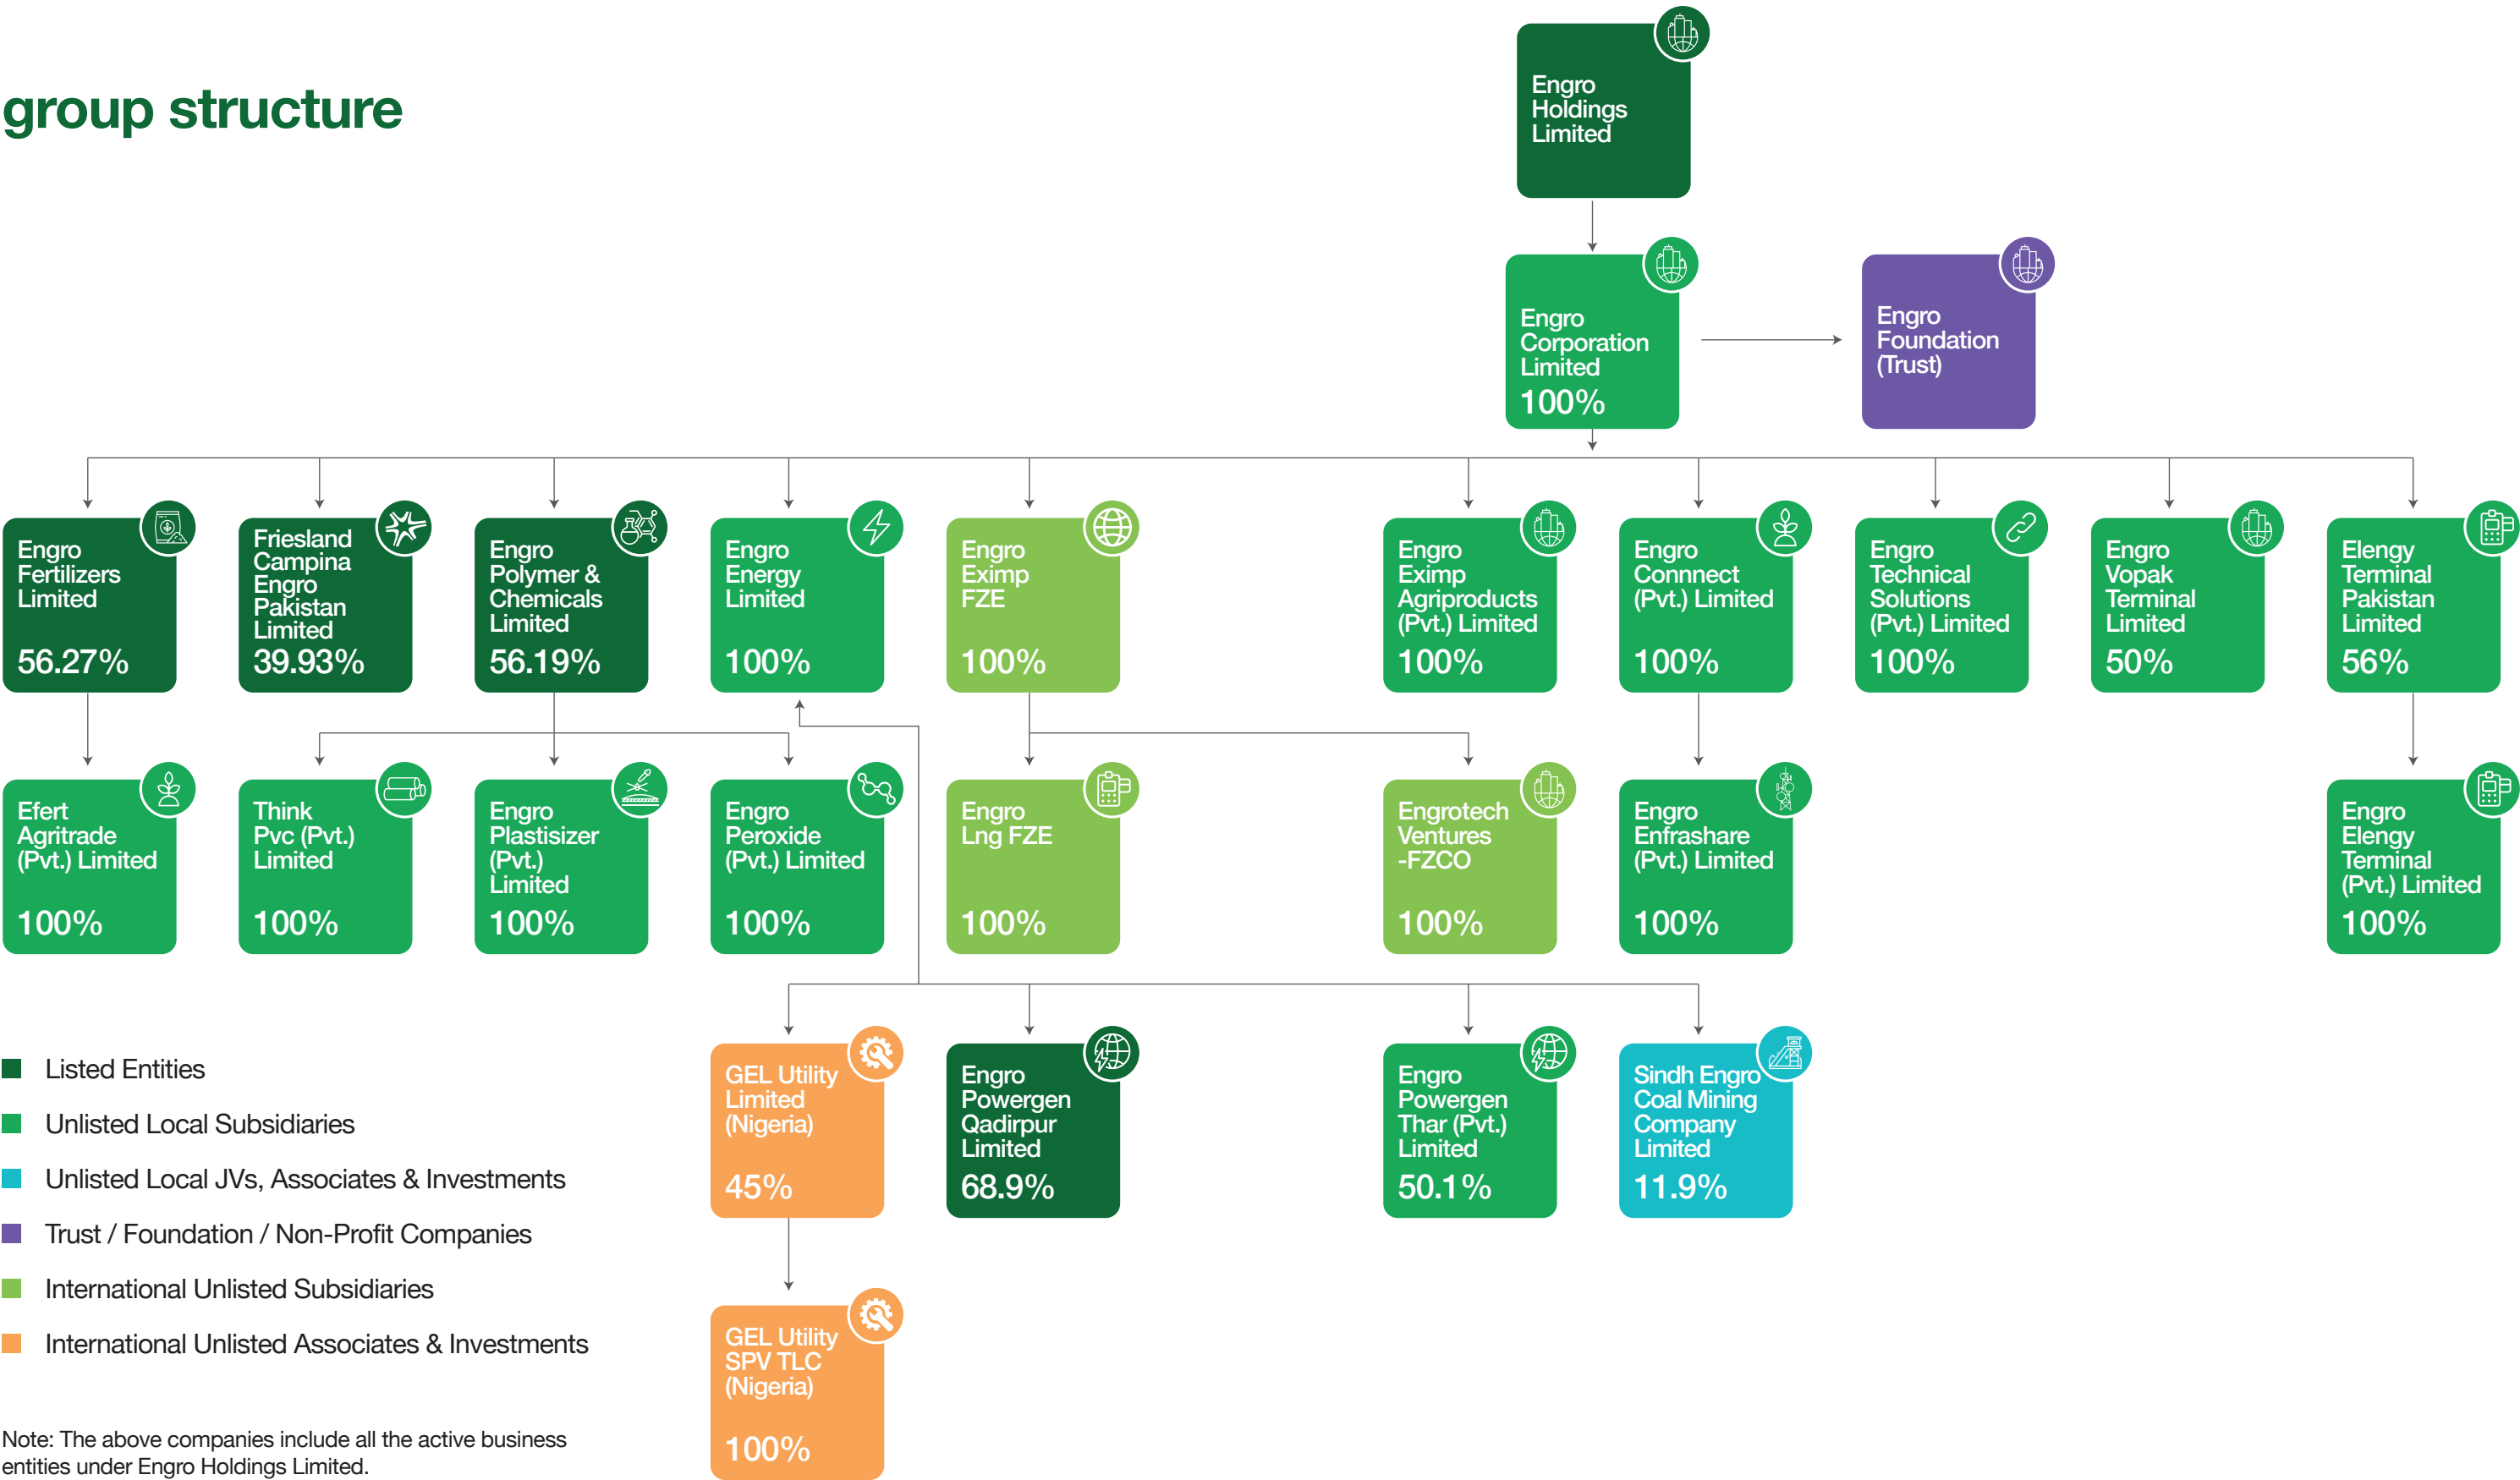 group structure
Engro
Holdings
Limited
Engro
Corporation
Limited
100%
Engro
Foundation
(Trust)
Engro
Fertilizers
Limited
56.27%
Friesland
Campina
Engro
Pakistan
Limited
39.93%
Engro
Polymer &
Chemicals
Limited
56.19%
Engro
Energy
Limited
100%
Engro
Eximp
FZE
100%
Engro
Eximp
Agriproducts
(Pvt.) Limited
100%
Engro
Connnect
(Pvt.) Limited
100%
Engro
Technical
Solutions
(Pvt.) Limited
100%
Engro
Vopak
Terminal
Limited
50%
Elengy
Terminal
Pakistan
Limited
56%
Efert
Agritrade
(Pvt.) Limited
100%
Think
Pvc (Pvt.)
Limited
100%
Engro
Plastisizer
(Pvt.)
Limited
100%
Engro
Peroxide
(Pvt.) Limited
100%
Engro
Lng FZE
100%
Engrotech
Ventures
-FZCO
100%
Engro
Enfrashare
(Pvt.) Limited
100%
Engro
Elengy
Terminal
(Pvt.) Limited
100%
GEL Utility
Limited
(Nigeria)
45%
Engro
Powergen
Qadirpur
Limited
68.9%
Engro
Powergen
Thar (Pvt.)
Limited
50.1%
Sindh Engro
Coal Mining
Company
Limited
11.9%
GEL Utility
SPV TLC
(Nigeria)
100%
Listed Entities
Unlisted Local Subsidiaries
Unlisted Local JVs, Associates & Investments
Trust / Foundation / Non-Profit Companies
International Unlisted Subsidiaries
International Unlisted Associates & Investments
Note: The above companies include all the active business
entities under Engro Holdings Limited.